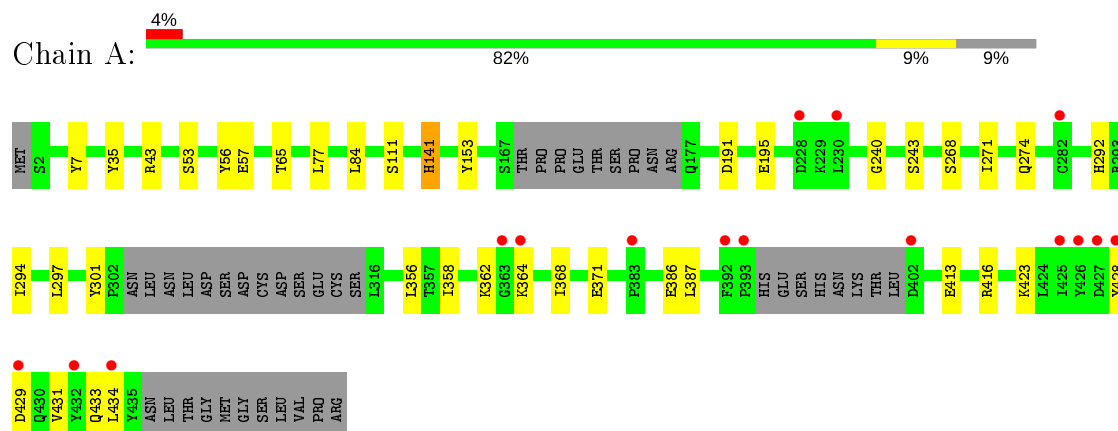 4%
Chain A:
82% 9% 9%
MET S2 Y7 Y35 R43 S53 Y56 E57 T65 L77 L84 S111 H141 Y153 S167 THR PRO PRO GLU THR SER PRO ASN ARG Q177 D191 E195 D228 K229 L230 G240 S243 S268 I271 Q274 C282 H292 R293
I294 L297 Y301 P302 ASN LEU ASN LEU ASP SER ASP CYS ASP SER GLU CYS SER L316 L356 T357 I358 K362 G363 K364 I368 E371 P383 E386 L387 F392 P393 HIS GLU SER HIS ASN LYS THR LEU D402 E413 R416 K423 L424 I425 Y426 D427 Y428
D429 Q430 V431 Y432 Q433 L434 Y435 ASN LEU THR GLY MET GLY SER LEU VAL PRO ARG